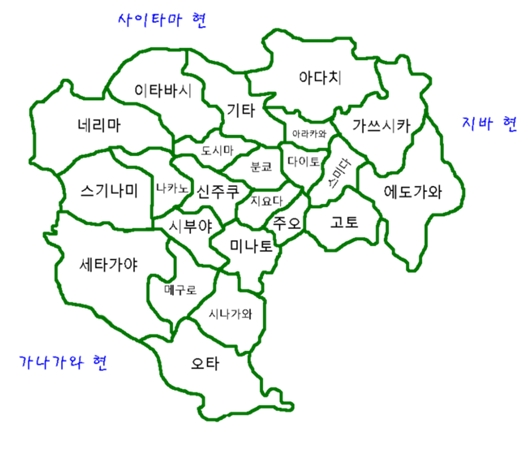 사이타마 현
아다치
이타바시
기타
네리마
아라카와
가쓰시카
지바 현
도시마
분쿄
다이토
스미다
스기나미
나카노
신주쿠
에도가와
지요다
시부야
주오
고토
미나토
세타가야
메구로
시나가와
가나가와 현
오타